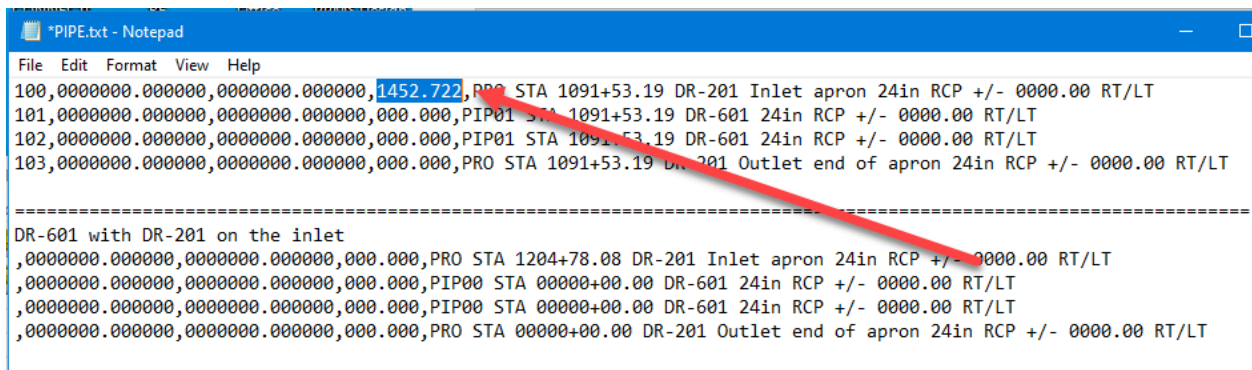 *PIPE.txt - Notepad
File Edit Format View Help
100,0000000.000000,0000000.000000,1452.722,PRO STA 1091+53.19 DR-201 Inlet apron 24in RCP +/- 0000.00 RT/LT
101,0000000.000000,0000000.000000,000.000,PIP01 STA 1091+53.19 DR-601 24in RCP +/- 0000.00 RT/LT
102,0000000.000000,0000000.000000,000.000,PIP01 STA 1091+53.19 DR-601 24in RCP +/- 0000.00 RT/LT
103,0000000.000000,0000000.000000,000.000,PRO STA 1091+53.19 DR-201 Outlet end of apron 24in RCP +/- 0000.00 RT/LT
DR-601 with DR-201 on the inlet
,0000000.000000,0000000.000000,000.000,PRO STA 1204+78.08 DR-201 Inlet apron 24in RCP +/- 0000.00 RT/LT
,0000000.000000,0000000.000000,000.000,PIP00 STA 00000+00.00 DR-601 24in RCP +/- 0000.00 RT/LT
,0000000.000000,0000000.000000,000.000,PIP00 STA 00000+00.00 DR-601 24in RCP +/- 0000.00 RT/LT
,0000000.000000,0000000.000000,000.000,PRO STA 00000+00.00 DR-201 Outlet end of apron 24in RCP +/- 0000.00 RT/LT